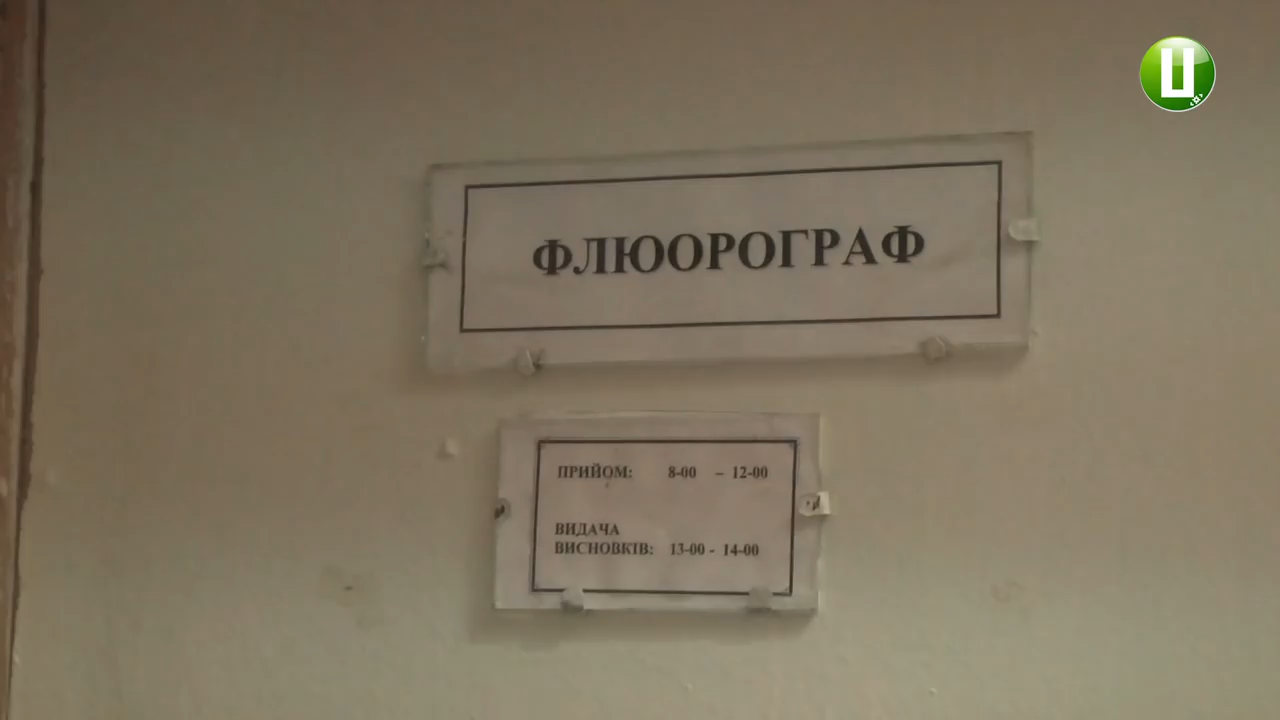 Ц
ФЛЮОРОГРАФ
ПРИЙОМ: 8-00 – 12-00
ВИДАЧА
ВИСНОВКІВ: 13-00 - 14-00